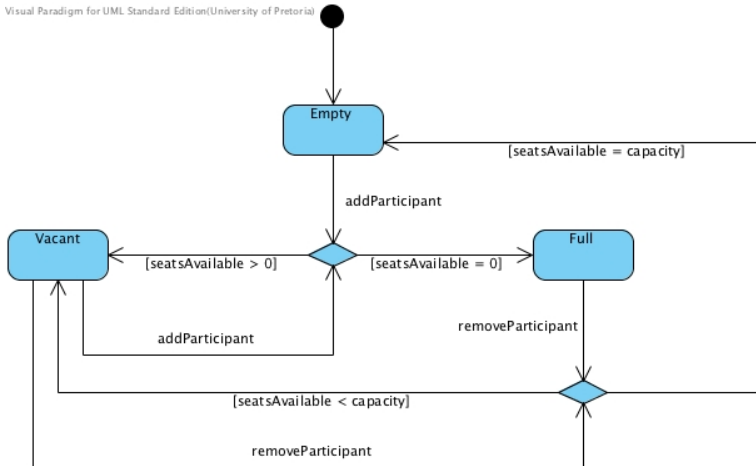 Visual Paradigm for UML Standard Edition(University of Pretoria)
Empty
[seatsAvailable = capacity]
addParticipant
Vacant
[seatsAvailable > 0]
[seatsAvailable = 0]
Full
addParticipant
removeParticipant
[seatsAvailable < capacity]
removeParticipant